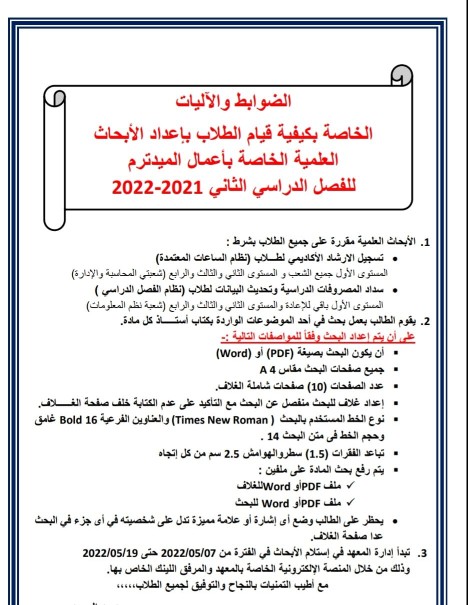 الضوابط والآليات
الخاصة بكيفية قيام الطلاب بإعداد الأبحاث
العلمية الخاصة بأعمال الميدترم
للفصل الدراسي الثاني 2021-2022
1. الأبحاث العلمية مقررة على جميع الطلاب بشرط :
• تسجيل الارشاد الأكاديمي لطـــلاب (نظام الساعات المعتمدة)
المستوى الأول جميع الشعب و المستوى الثاني والثالث والرابع (شعبتي المحاسبة والإدارة)
• سداد المصروفات الدراسية وتحديث البيانات لطلاب (نظام الفصل الدراسي )
المستوى الأول باقي للإعادة والمستوى الثاني والثالث والرابع (شعبة نظم المعلومات)
2. يقوم الطالب بعمل بحث في أحد الموضوعات الواردة بكتاب أستـــــاذ كل مادة.
على أن يتم إعداد البحث وفقاً للمواصفات التالية :-
▪ أن يكون البحث بصيغة (PDF) أو (Word)
▪ جميع صفحات البحث مقاس A 4
▪ عدد الصفحات (10) صفحات شاملة الغلاف.
▪ إعداد غلاف للبحث منفصل عن البحث مع التأكيد على عدم الكتابة خلف صفحة الغـــــلاف.
▪ نوع الخط المستخدم بالبحث ( Times New Roman) والعناوين الفرعية 16 Bold غامق
وحجم الخط فى متن البحث 14 .
▪ تباعد الفقرات (1.5) سطروالهوامش 2.5 سم من كل إتجاه
▪ يتم رفع بحث المادة على ملفين :
✓ ملف PDFأو Wordللغلاف
✓ ملف PDFأو Word للبحث
• يحظر على الطالب وضع أى إشارة أو علامة مميزة تدل على شخصيته في أى جزء في البحث
عدا صفحة الغلاف.
3. تبدأ إدارة المعهد في إستلام الأبحاث في الفترة من 2022/05/07 حتى 2022/05/19
وذلك من خلال المنصة الإلكترونية الخاصة بالمعهد والمرفق اللينك الخاص بها.
مع أطيب التمنيات بالنجاح والتوفيق لجميع الطلاب،،،،،